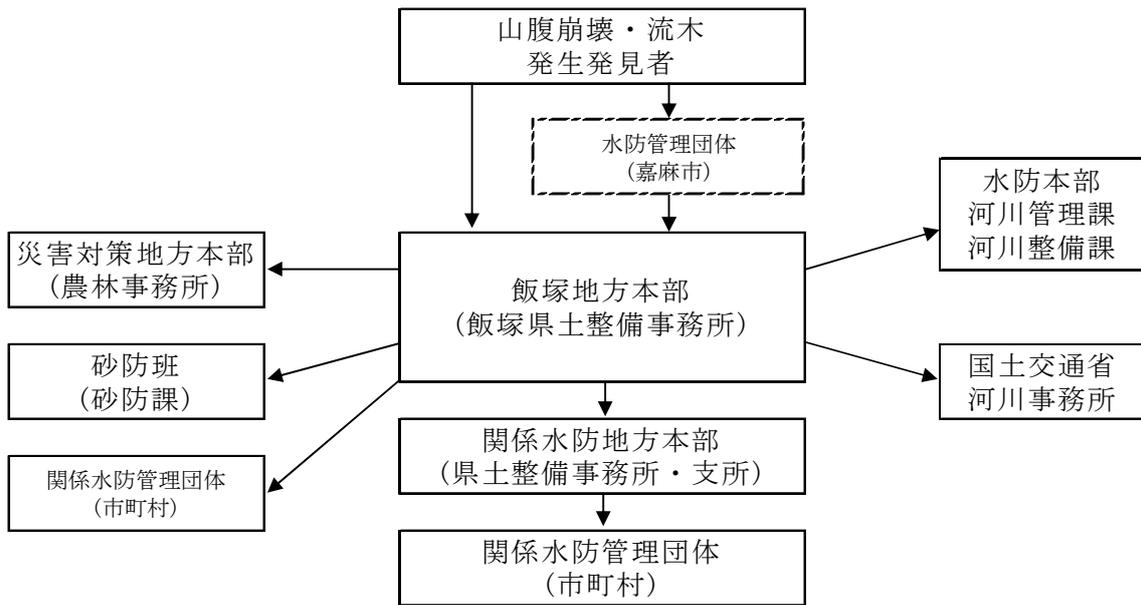 山腹崩壊・流木
発生発見者
水防管理団体
(嘉麻市)
水防本部
河川管理課
河川整備課
災害対策地方本部
(農林事務所)
飯塚地方本部
(飯塚県土整備事務所)
砂防班
(砂防課)
国土交通省
河川事務所
関係水防地方本部
(県土整備事務所・支所)
関係水防管理団体
(市町村)
関係水防管理団体
(市町村)